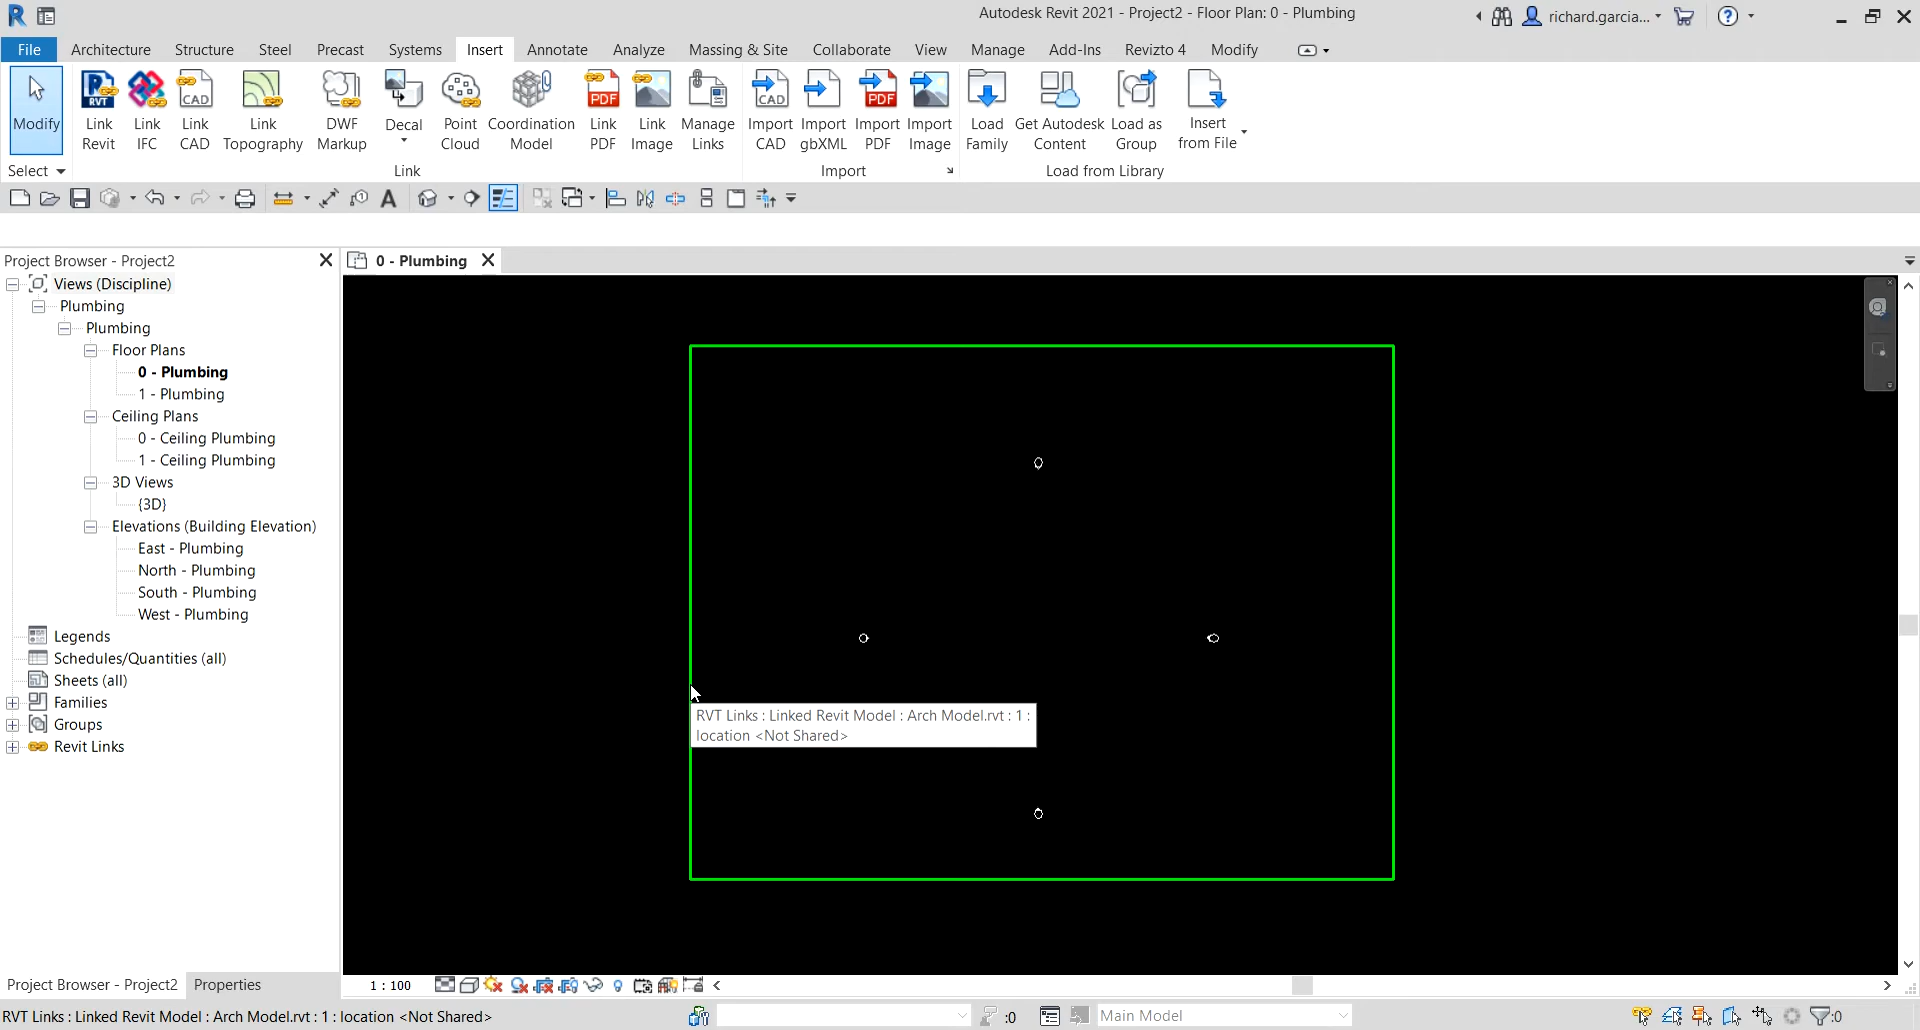 Autodesk Revit 2021 - Project2 - Floor Plan: 0 - Plumbing
richard.garcia...
File Architecture Structure Steel Precast Systems Insert Annotate Analyze Massing & Site Collaborate View Manage Add-Ins Revizto 4 Modify
Modify
Link Revit
Link IFC
Link CAD
Link Topography
DWF Markup
Decal
Point Cloud
Coordination Model
Link PDF
Link Image
Manage Links
Import CAD
Import gbXML
Import PDF
Import Image
Load Family
Get Autodesk Content
Load as Group
Insert from File
Select Link Import Load from Library
Project Browser - Project2
0 - Plumbing
Views (Discipline)
Plumbing
Plumbing
Floor Plans
0 - Plumbing
1 - Plumbing
Ceiling Plans
0 - Ceiling Plumbing
1 - Ceiling Plumbing
3D Views
{3D}
Elevations (Building Elevation)
East - Plumbing
North - Plumbing
South - Plumbing
West - Plumbing
Legends
Schedules/Quantities (all)
Sheets (all)
Families
Groups
Revit Links
RVT Links : Linked Revit Model : Arch Model.rvt : 1 :
location <Not Shared>
Project Browser - Project2 Properties
1 : 100
RVT Links : Linked Revit Model : Arch Model.rvt : 1 : location <Not Shared>
:0
Main Model
:0